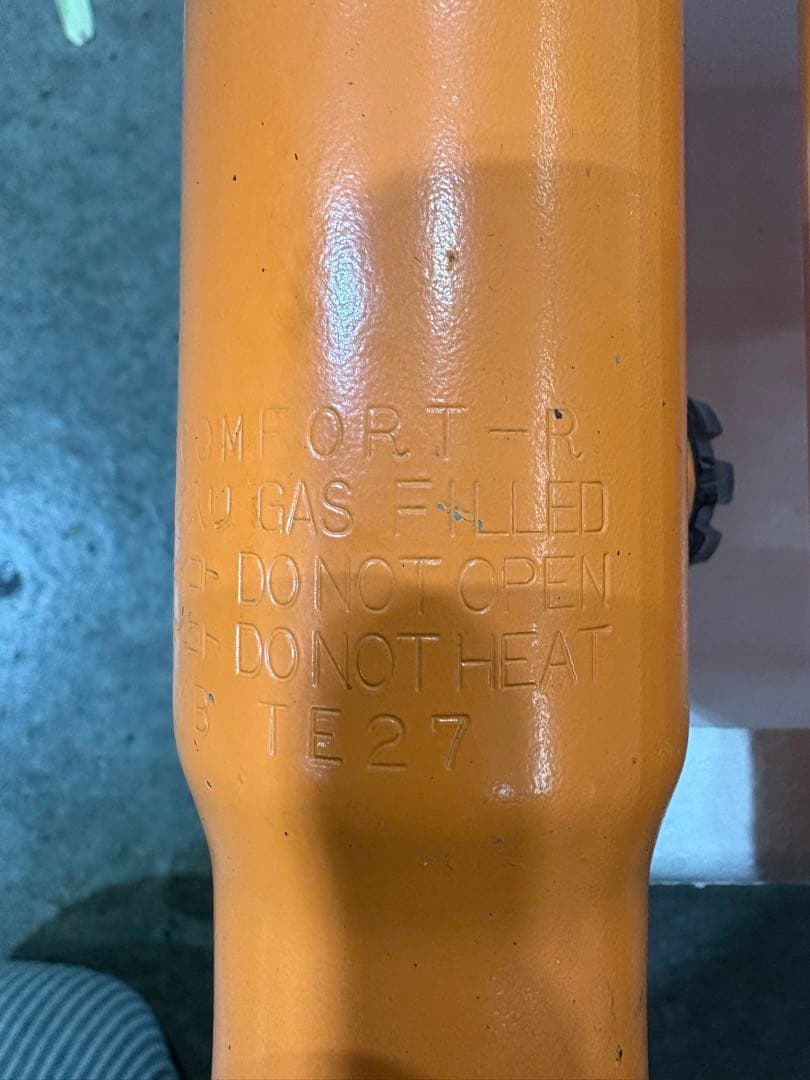 OMFORT-R
GAS FILLED
DO NOT OPEN
DO NOT HEAT
B TE27